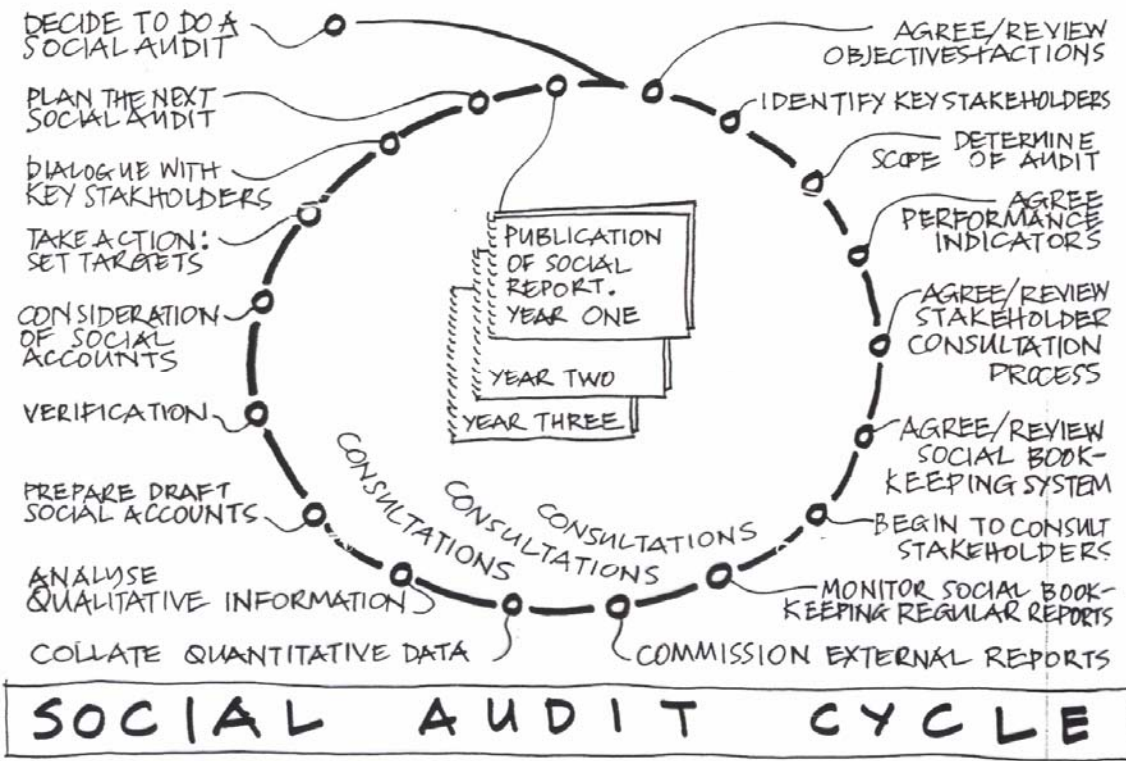 DECIDE TO DO A
SOCIAL AUDIT
AGREE/REVIEW
OBJECTIVES+ACTIONS
IDENTIFY KEY STAKEHOLDERS
DETERMINE
SCOPE OF AUDIT
AGREE
PERFORMANCE
INDICATORS
AGREE/REVIEW
STAKEHOLDER
CONSULTATION
PROCESS
AGREE/REVIEW
SOCIAL BOOK-
KEEPING SYSTEM
BEGIN TO CONSULT
STAKEHOLDERS
MONITOR SOCIAL BOOK-
KEEPING REGULAR REPORTS
COMMISSION EXTERNAL REPORTS
COLLATE QUANTITATIVE DATA
ANALYSE
QUALITATIVE INFORMATION
PREPARE DRAFT
SOCIAL ACCOUNTS
VERIFICATION
CONSIDERATION
OF SOCIAL
ACCOUNTS
TAKE ACTION:
SET TARGETS
DIALOGUE WITH
KEY STAKHOLDERS
PLAN THE NEXT
SOCIAL AUDIT
PUBLICATION
OF SOCIAL
REPORT.
YEAR ONE
YEAR TWO
YEAR THREE
CONSULTATIONS
CONSULTATIONS
CONSULTATIONS
SOCIAL AUDIT CYCLE